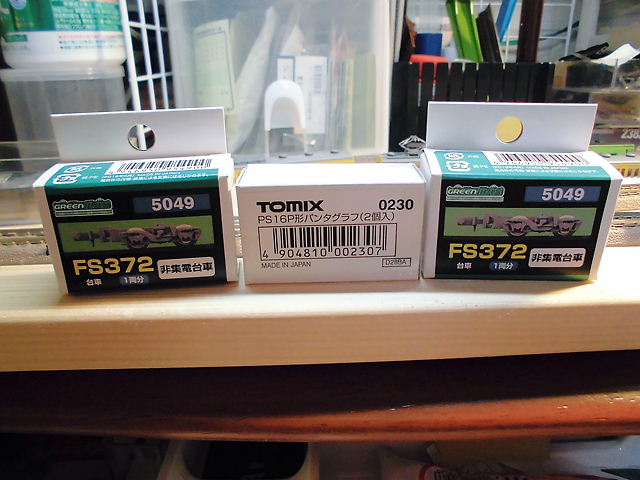 GREENMAX
5049
FS372
非集電台車
台車 1両分
TOMIX 0230
PS16P形パンタグラフ(2個入)
4 904810 002307
MADE IN JAPAN
D28BA
GREENMAX
5049
FS372
非集電台車
台車 1両分